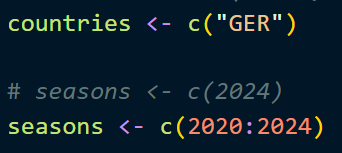 countries <- c("GER")
# seasons <- c(2024)
seasons <- c(2020:2024)